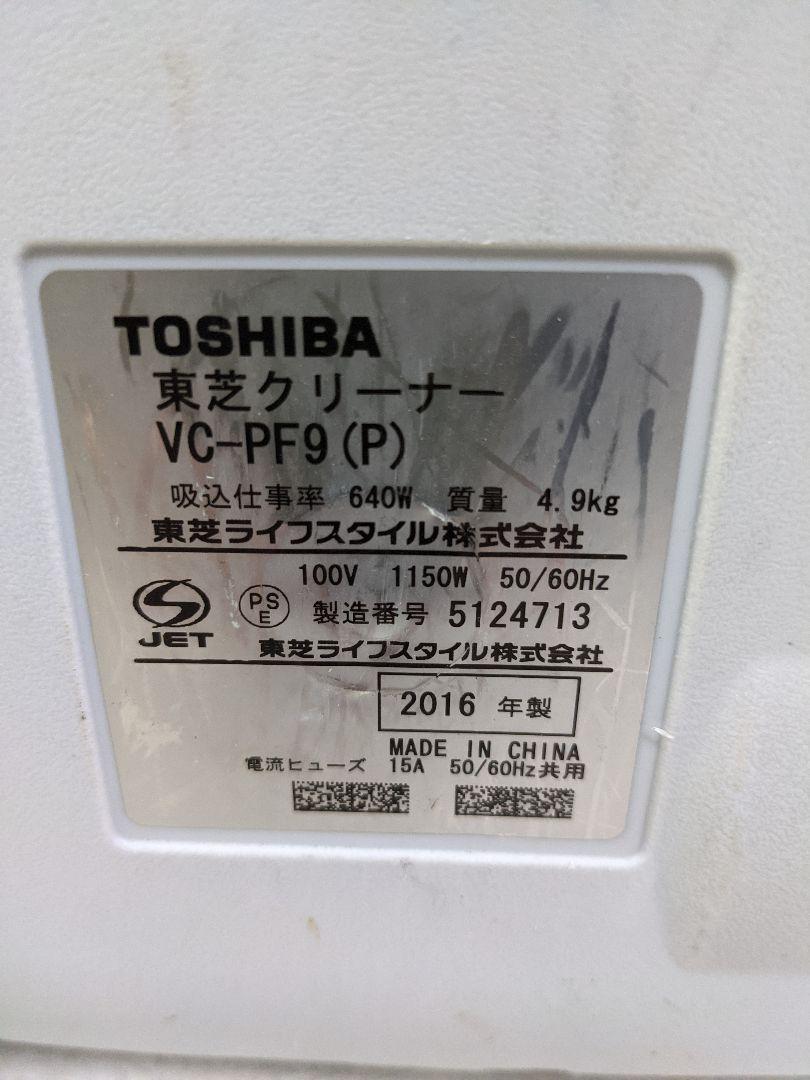 TOSHIBA
東芝クリーナー
VC-PF9(P)
吸込仕事率 640W 質量 4.9kg
東芝ライフスタイル株式会社
100V 1150W 50/60Hz
JET PSE 製造番号 5124713
東芝ライフスタイル株式会社
2016 年製
MADE IN CHINA
電流ヒューズ 15A 50/60Hz共用